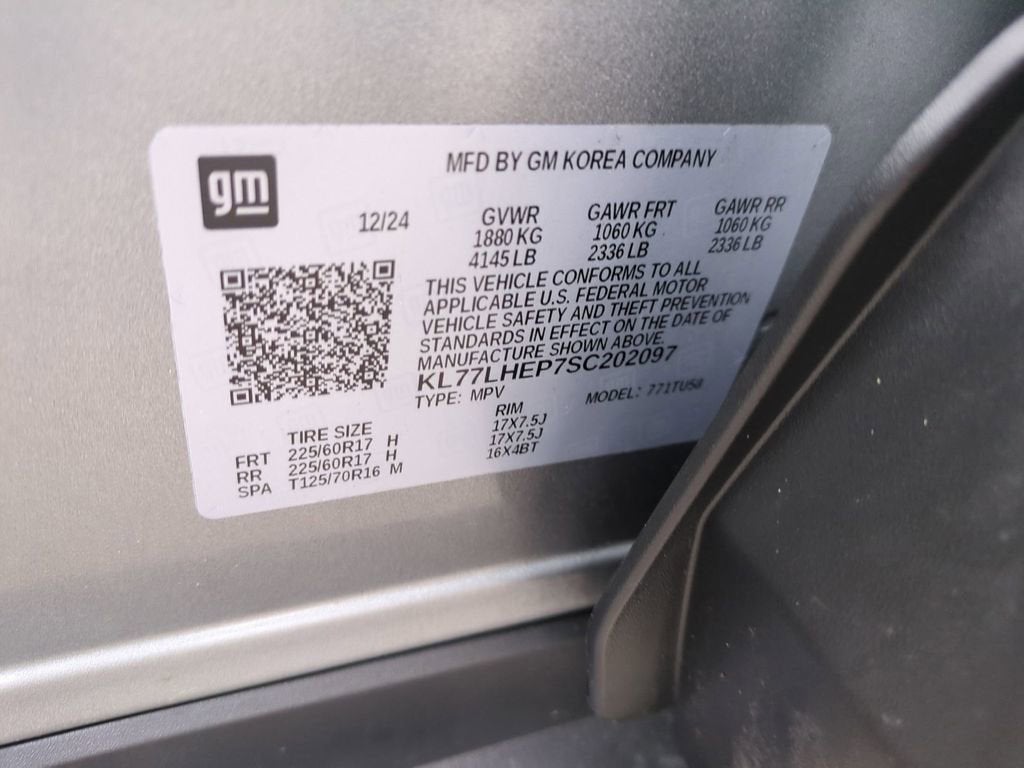 gm
MFD BY GM KOREA COMPANY
12/24
GVWR GAWR FRT GAWR RR
1880 KG 1060 KG 1060 KG
4145 LB 2336 LB 2336 LB
THIS VEHICLE CONFORMS TO ALL
APPLICABLE U.S. FEDERAL MOTOR
VEHICLE SAFETY AND THEFT PREVENTION
STANDARDS IN EFFECT ON THE DATE OF
MANUFACTURE SHOWN ABOVE.
KL77LHEP7SC202097
TYPE: MPV MODEL: 771TU58
TIRE SIZE RIM
FRT 225/60R17 H 17X7.5J
RR 225/60R17 H 17X7.5J
SPA T125/70R16 M 16X4BT